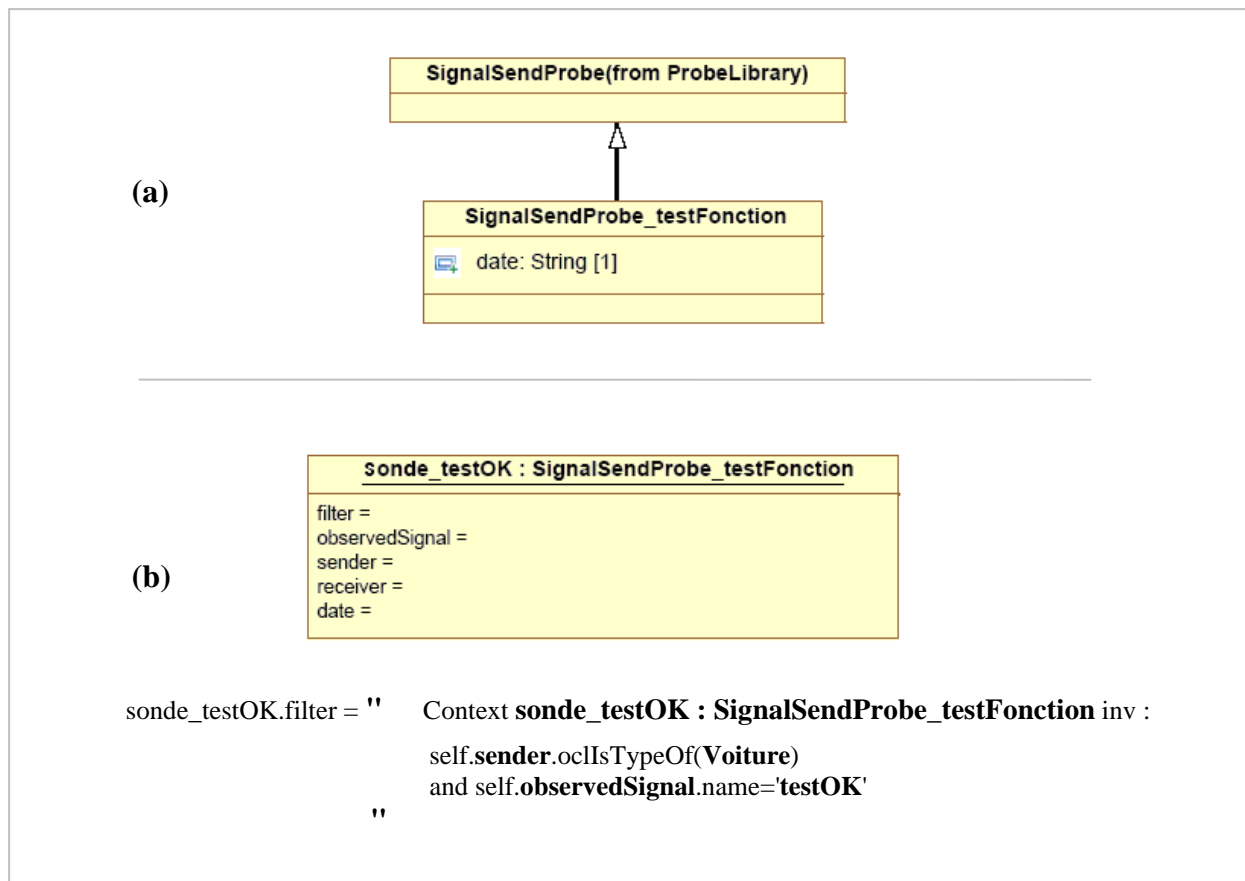 SignalSendProbe(from ProbeLibrary)
(a)
SignalSendProbe_testFonction
date: String [1]
sonde_testOK : SignalSendProbe_testFonction
filter =
observedSignal =
sender =
receiver =
date =
(b)
sonde_testOK.filter = " Context sonde_testOK : SignalSendProbe_testFonction inv :
self.sender.oclIsTypeOf(Voiture)
and self.observedSignal.name='testOK'
"